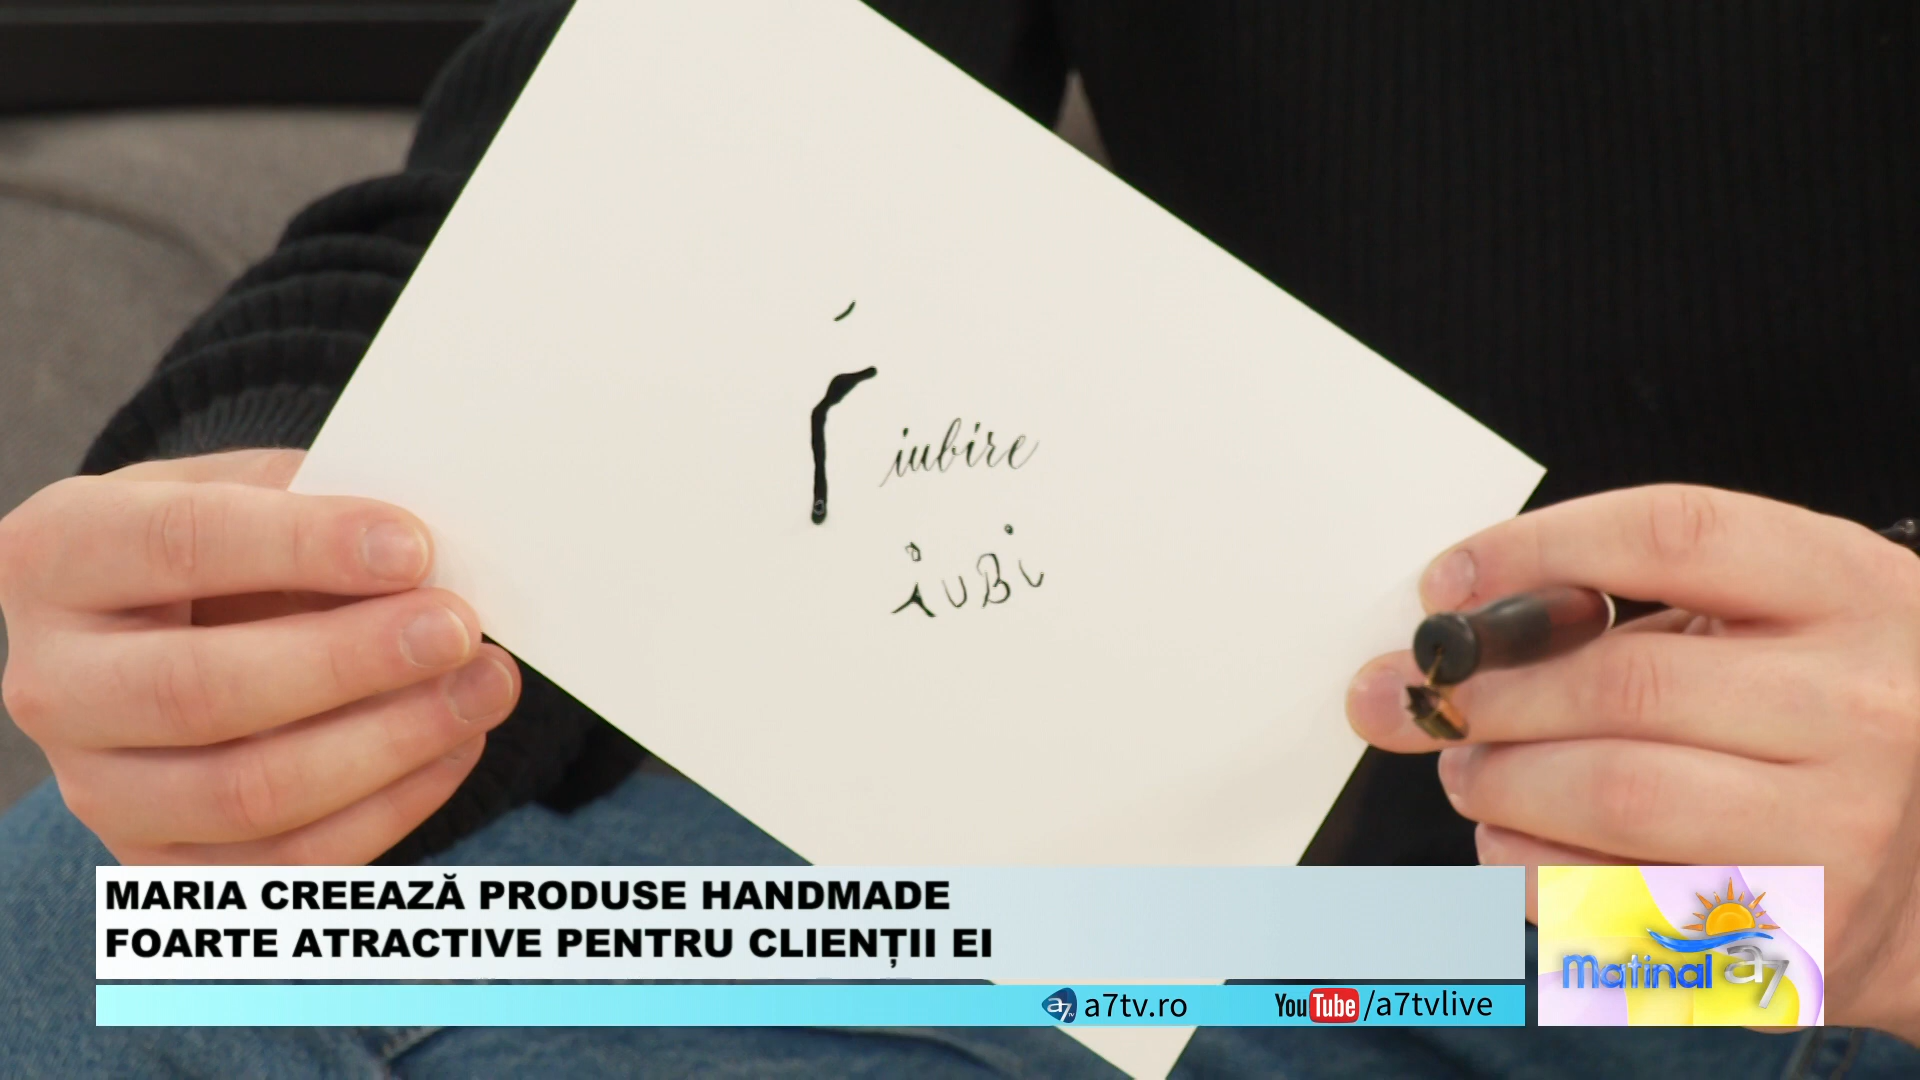 iubire
iuBi
MARIA CREEAZĂ PRODUSE HANDMADE
FOARTE ATRACTIVE PENTRU CLIENȚII EI
a7tv.ro
YouTube/a7tvlive
Matinal a7